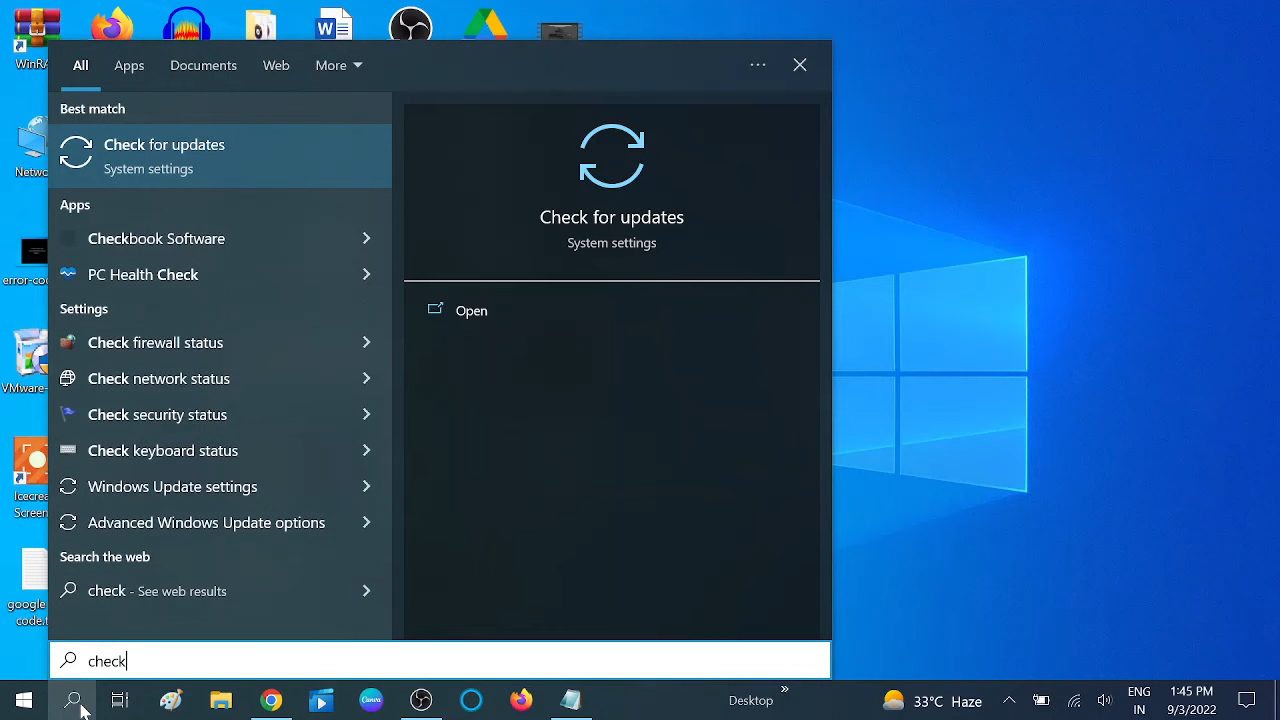 WinRA
Netwo
error-co
VMware-
Icecrea
Screen
google
code.t
All
Apps
Documents
Web
More
Best match
Check for updates
System settings
Apps
Checkbook Software
PC Health Check
Settings
Check firewall status
Check network status
Check security status
Check keyboard status
Windows Update settings
Advanced Windows Update options
Search the web
check - See web results
Check for updates
System settings
Open
check
Canva
Desktop
33°C Haze
ENG
IN
1:45 PM
9/3/2022